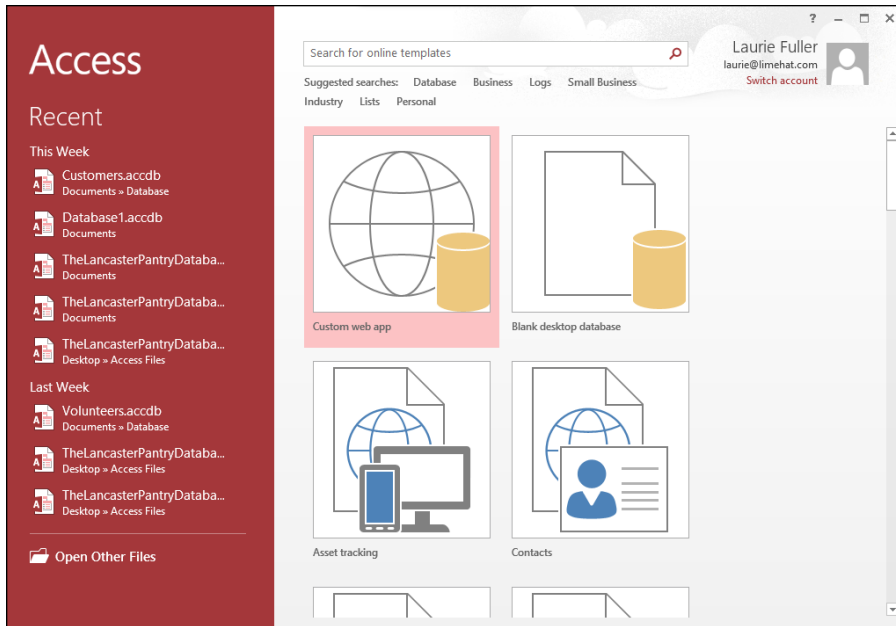 Access
Recent
This Week
Customers.accdb
Documents » Database
Database1.accdb
Documents
TheLancasterPantryDataba...
Documents
TheLancasterPantryDataba...
Documents
TheLancasterPantryDataba...
Desktop » Access Files
Last Week
Volunteers.accdb
Documents » Database
TheLancasterPantryDataba...
Desktop » Access Files
TheLancasterPantryDataba...
Desktop » Access Files
Open Other Files
?
Search for online templates
Laurie Fuller
laurie@limehat.com
Switch account
Suggested searches: Database Business Logs Small Business
Industry Lists Personal
Custom web app
Blank desktop database
Asset tracking
Contacts